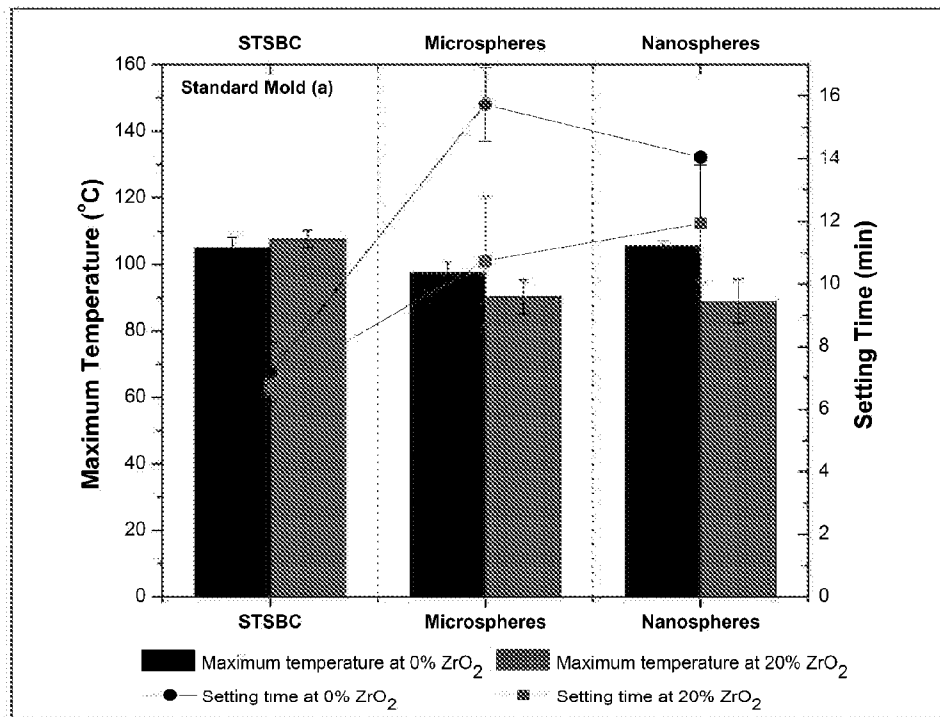 STSBC Microspheres Nanospheres
Standard Mold (a)
Maximum Temperature (°C)
160
140
120
100
80
60
40
20
0
16
14
12
10
8
6
4
2
0
Setting Time (min)
STSBC Microspheres Nanospheres
Maximum temperature at 0% ZrO2 Maximum temperature at 20% ZrO2
Setting time at 0% ZrO2 Setting time at 20% ZrO2